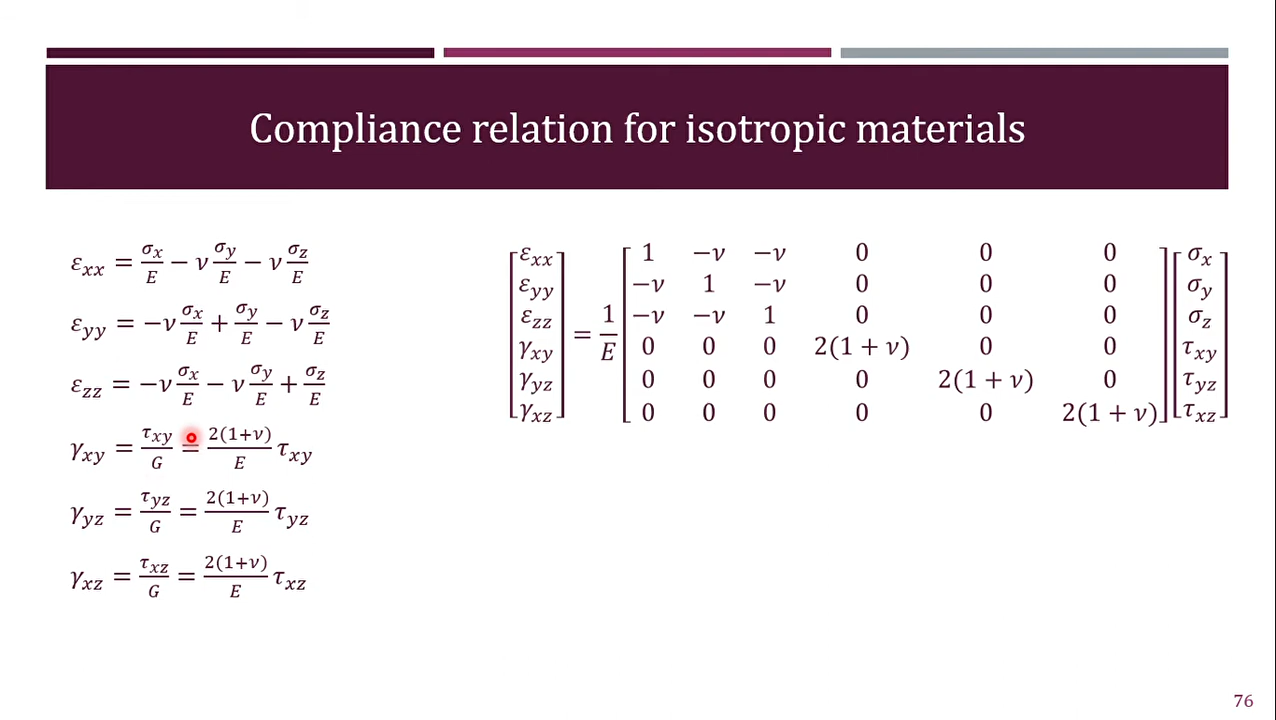 Compliance relation for isotropic materials
ε_xx = σ_x/E − ν σ_y/E − ν σ_z/E
ε_yy = −ν σ_x/E + σ_y/E − ν σ_z/E
ε_zz = −ν σ_x/E − ν σ_y/E + σ_z/E
γ_xy = τ_xy/G = 2(1+ν)/E τ_xy
γ_yz = τ_yz/G = 2(1+ν)/E τ_yz
γ_xz = τ_xz/G = 2(1+ν)/E τ_xz
[ε_xx ε_yy ε_zz γ_xy γ_yz γ_xz] = 1/E
1 −ν −ν 0 0 0
−ν 1 −ν 0 0 0
−ν −ν 1 0 0 0
0 0 0 2(1 + ν) 0 0
0 0 0 0 2(1 + ν) 0
0 0 0 0 0 2(1 + ν)
[σ_x σ_y σ_z τ_xy τ_yz τ_xz]
76